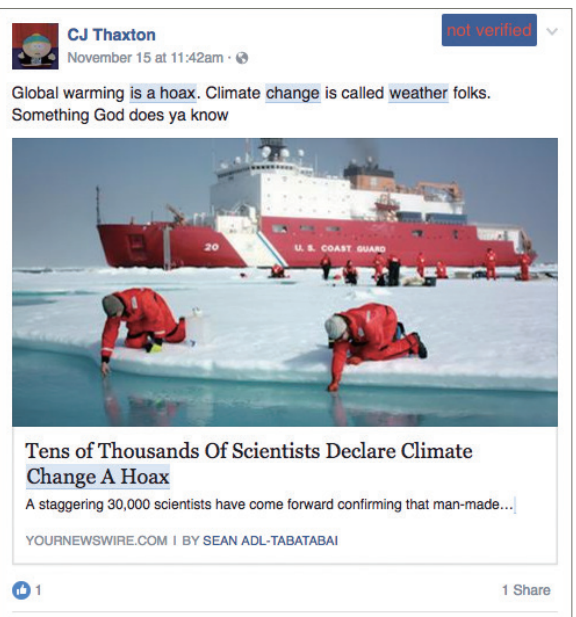 CJ Thaxton
not verified
November 15 at 11:42am ·
Global warming is a hoax. Climate change is called weather folks.
Something God does ya know
20
U. S. COAST GUARD
Tens of Thousands Of Scientists Declare Climate
Change A Hoax
A staggering 30,000 scientists have come forward confirming that man-made...
YOURNEWSWIRE.COM | BY SEAN ADL-TABATABAI
1
1 Share